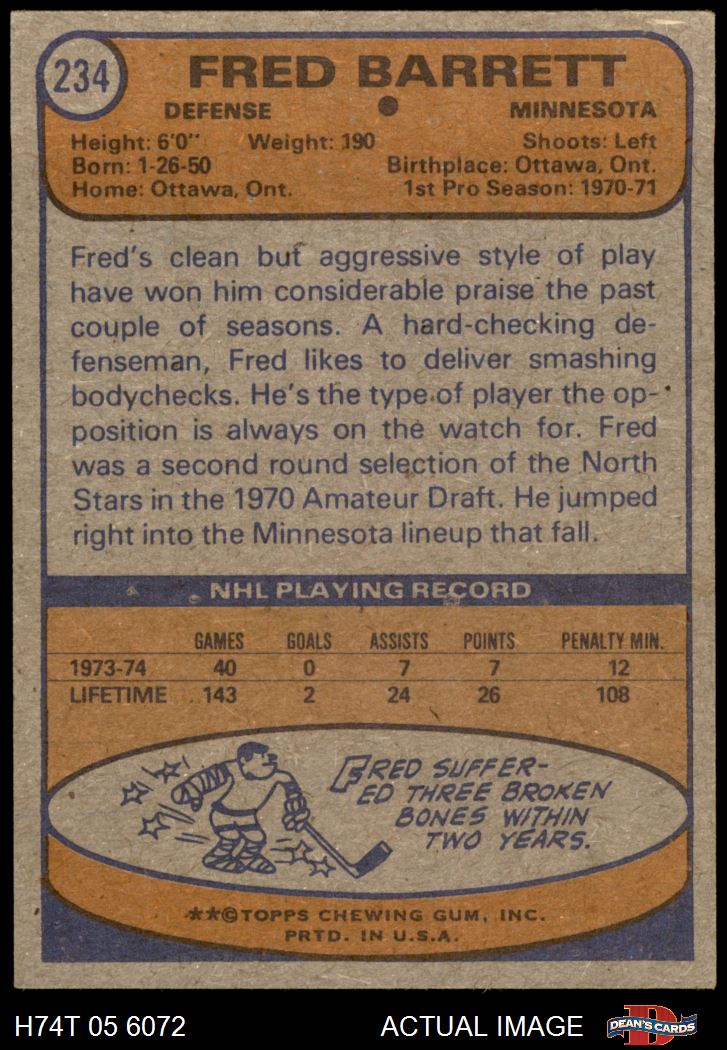 234
FRED BARRETT
DEFENSE ● MINNESOTA
Height: 6'0" Weight: 190 Shoots: Left
Born: 1-26-50 Birthplace: Ottawa, Ont.
Home: Ottawa, Ont. 1st Pro Season: 1970-71
Fred's clean but aggressive style of play
have won him considerable praise the past
couple of seasons. A hard-checking de-
fenseman, Fred likes to deliver smashing
bodychecks. He's the type of player the op-
position is always on the watch for. Fred
was a second round selection of the North
Stars in the 1970 Amateur Draft. He jumped
right into the Minnesota lineup that fall.
NHL PLAYING RECORD
GAMES GOALS ASSISTS POINTS PENALTY MIN.
1973-74 40 0 7 7 12
LIFETIME 143 2 24 26 108
FRED SUFFER-
ED THREE BROKEN
BONES WITHIN
TWO YEARS.
**©TOPPS CHEWING GUM, INC.
PRTD. IN U.S.A.
H74T 05 6072 ACTUAL IMAGE D DEAN'S CARDS